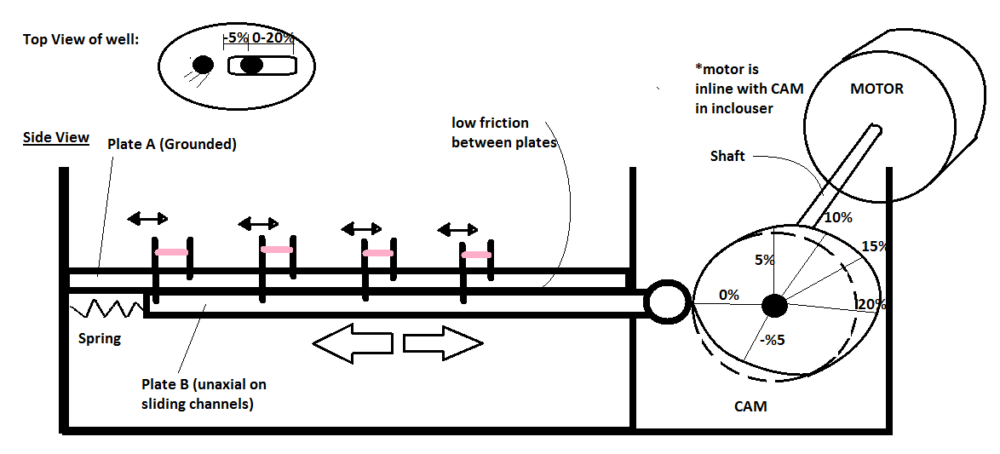 Top View of well:
-5% 0-20%
*motor is
inline with CAM
in inclouser
MOTOR
Side View
Plate A (Grounded)
low friction
between plates
Shaft
10%
15%
5%
0%
20%
-%5
Spring
Plate B (unaxial on
sliding channels)
CAM